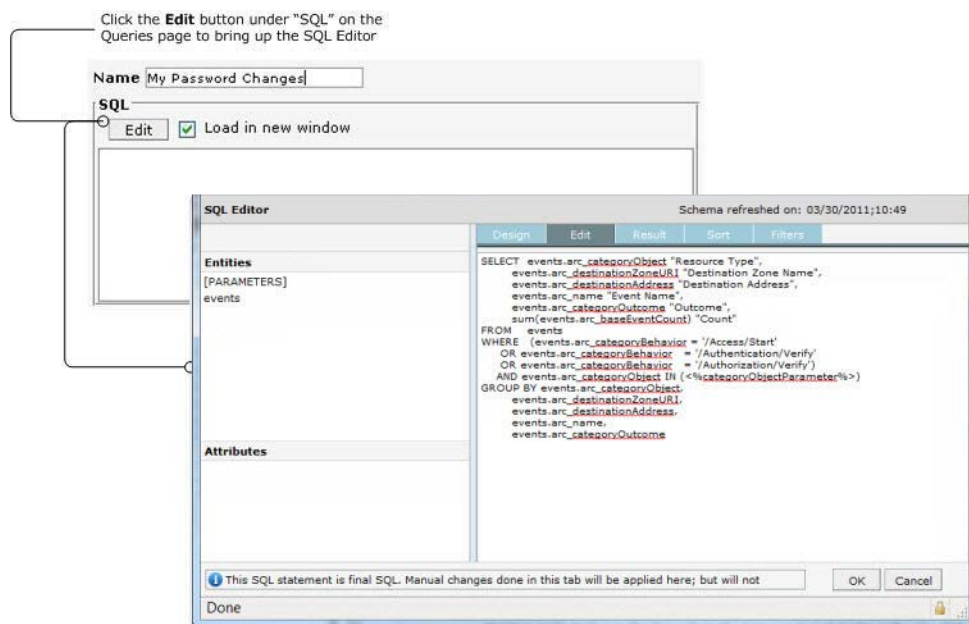 Click the Edit button under “SQL” on the
Queries page to bring up the SQL Editor
Name My Password Changes
SQL
Edit Load in new window
SQL Editor Schema refreshed on: 03/30/2011;10:49
Design Edit Result Sort Filters
Entities
[PARAMETERS]
events
Attributes
SELECT events.arc_categoryObject "Resource Type",
events.arc_destinationZoneURI "Destination Zone Name",
events.arc_destinationAddress "Destination Address",
events.arc_name "Event Name",
events.arc_categoryOutcome "Outcome",
sum(events.arc_baseEventCount) "Count"
FROM events
WHERE (events.arc_categoryBehavior = '/Access/Start'
OR events.arc_categoryBehavior = '/Authentication/Verify'
OR events.arc_categoryBehavior = '/Authorization/Verify')
AND events.arc_categoryObject IN (<%categoryObjectParameter%>)
GROUP BY events.arc_categoryObject,
events.arc_destinationZoneURI,
events.arc_destinationAddress,
events.arc_name,
events.arc_categoryOutcome
This SQL statement is final SQL. Manual changes done in this tab will be applied here; but will not
OK Cancel
Done